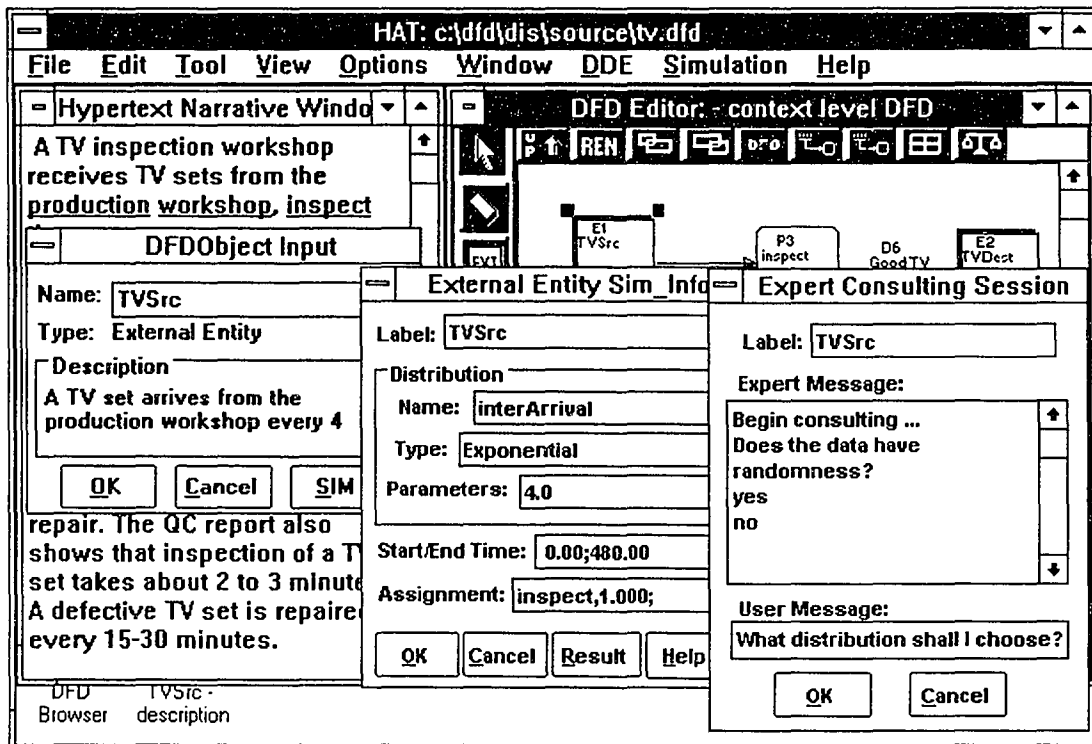 HAT: c:\dfd\dis\source\tv.dfd
File Edit Tool View Options Window DDE Simulation Help
Hypertext Narrative Windo
A TV inspection workshop
receives TV sets from the
production workshop, inspect
DFDObject Input
Name: TVSrc
Type: External Entity
Description
A TV set arrives from the
production workshop every 4
OK Cancel SIM
repair. The QC report also
shows that inspection of a T
set takes about 2 to 3 minute
A defective TV set is repaire
every 15-30 minutes.
DFD Editor: - context level DFD
UP REN DFD
EXT
E1
TVSrc
P3
inspect
D6
GoodTV
E2
TVDest
External Entity Sim_Info
Label: TVSrc
Distribution
Name: interArrival
Type: Exponential
Parameters: 4.0
Start/End Time: 0.00;480.00
Assignment: inspect,1.000;
OK Cancel Result Help
Expert Consulting Session
Label: TVSrc
Expert Message:
Begin consulting ...
Does the data have
randomness?
yes
no
User Message:
What distribution shall I choose?
OK Cancel
DFD
Browser
TVSrc -
description